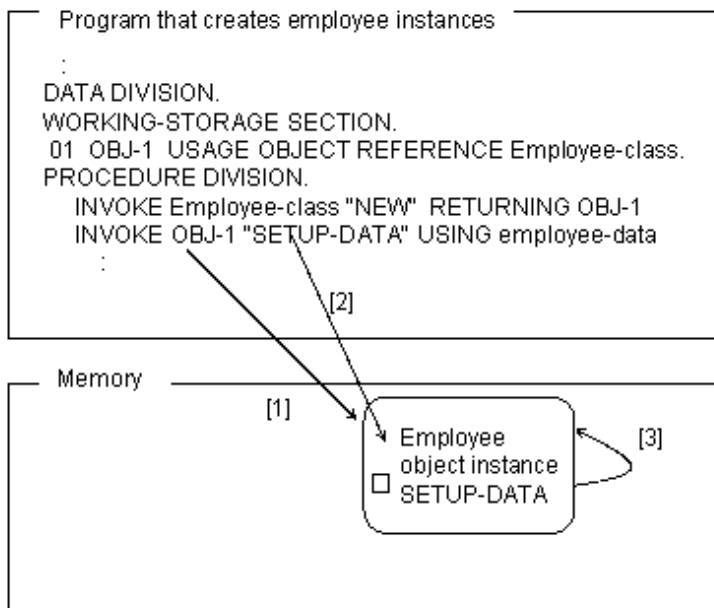 Program that creates employee instances
:
DATA DIVISION.
WORKING-STORAGE SECTION.
01 OBJ-1 USAGE OBJECT REFERENCE Employee-class.
PROCEDURE DIVISION.
INVOKE Employee-class "NEW" RETURNING OBJ-1
INVOKE OBJ-1 "SETUP-DATA" USING employee-data
:
[2]
Memory
[1]
Employee
object instance
SETUP-DATA
[3]